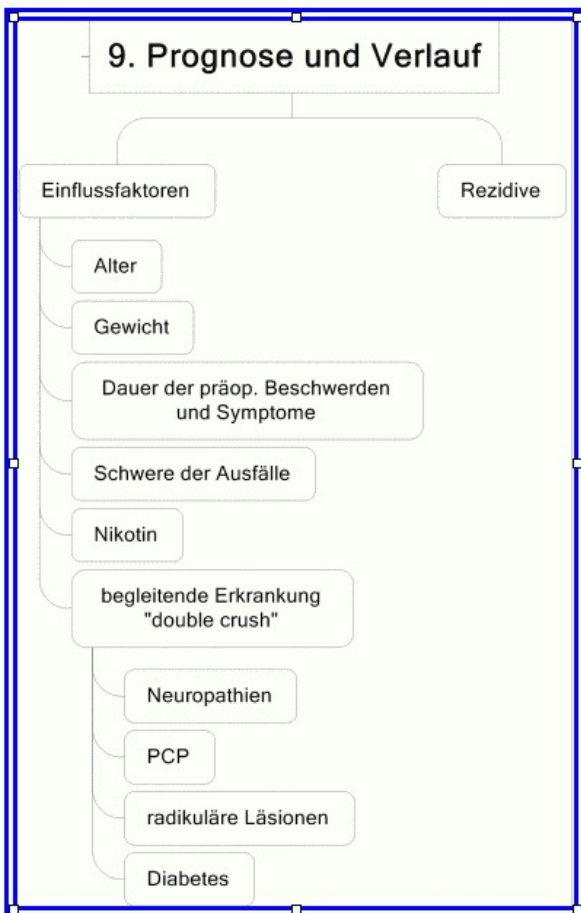 9. Prognose und Verlauf
Einflussfaktoren
Rezidive
Alter
Gewicht
Dauer der präop. Beschwerden
und Symptome
Schwere der Ausfälle
Nikotin
begleitende Erkrankung
"double crush"
Neuropathien
PCP
radikuläre Läsionen
Diabetes